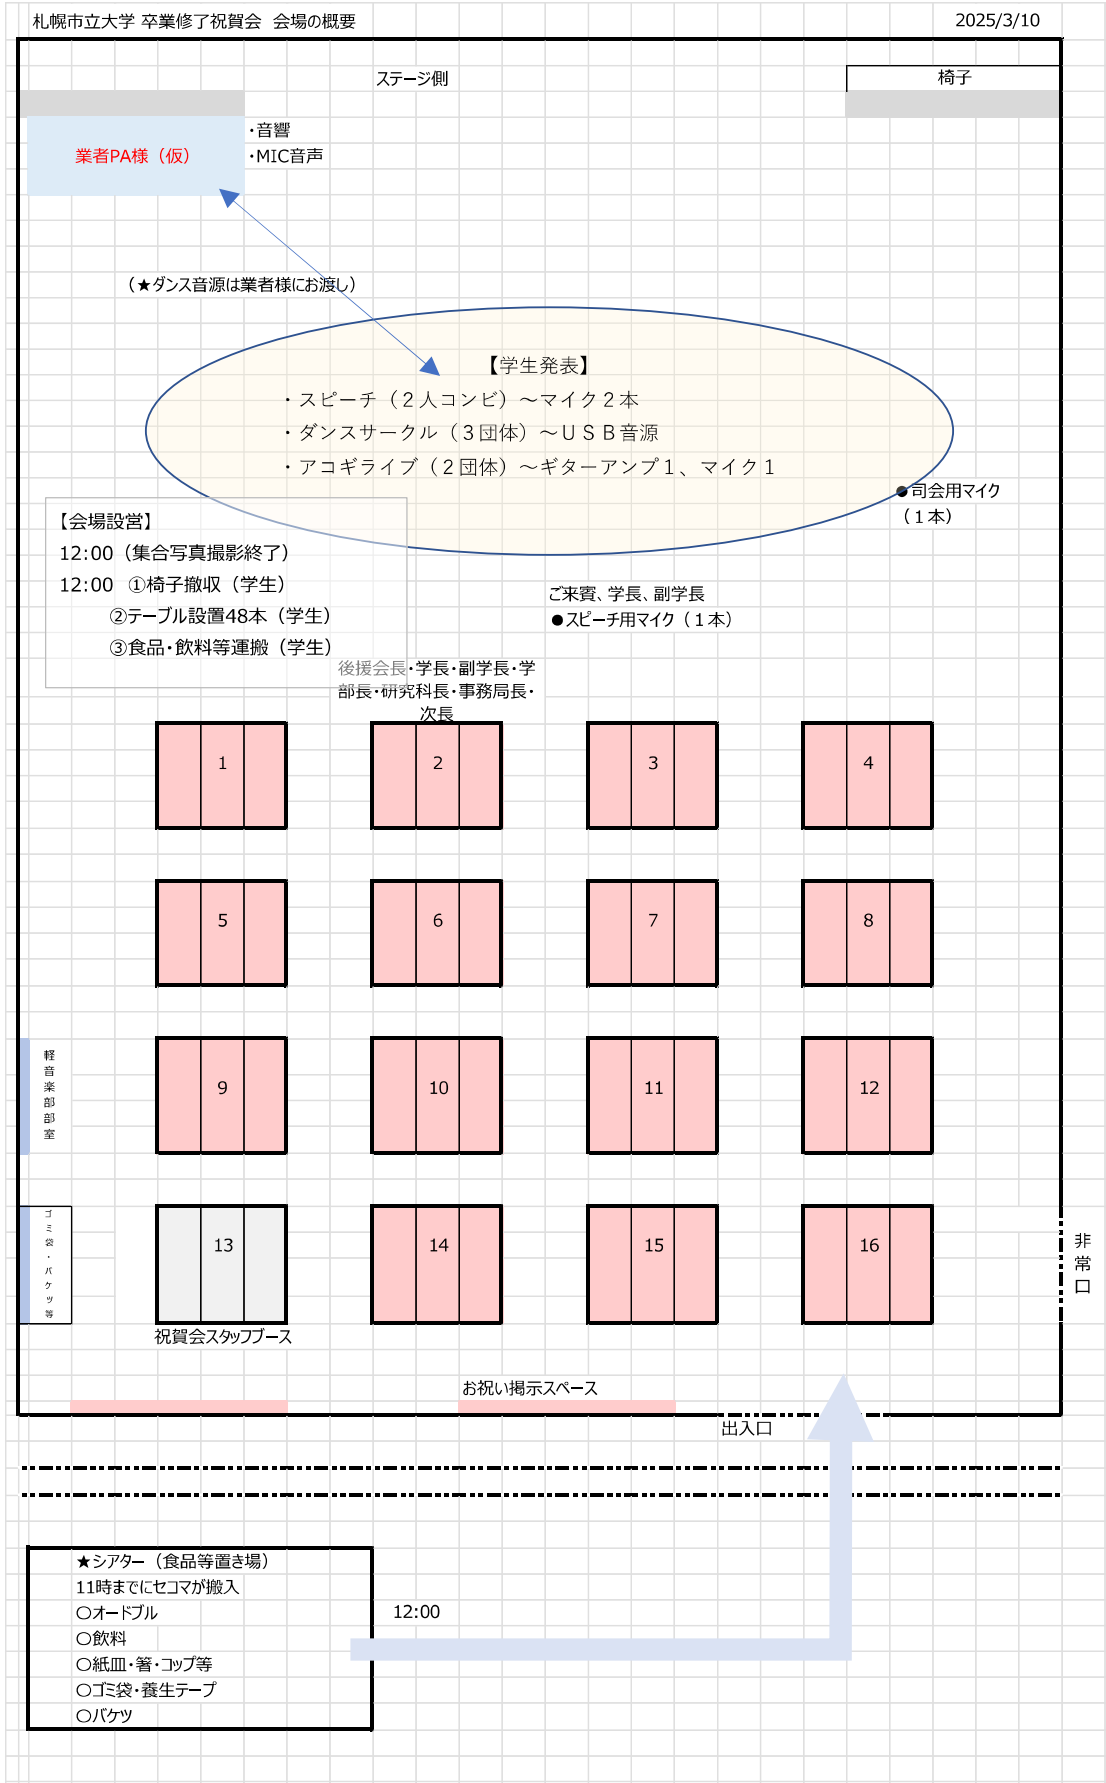 札幌市立大学 卒業修了祝賀会　会場の概要
2025/3/10
ステージ側
椅子
業者PA様（仮）
・音響
・MIC音声
（★ダンス音源は業者様にお渡し）
【学生発表】
・スピーチ（２人コンビ）～マイク２本
・ダンスサークル（３団体）～ＵＳＢ音源
・アコギライブ（２団体）～ギターアンプ１、マイク１
●司会用マイク
（１本）
【会場設営】
12:00（集合写真撮影終了）
12:00　①椅子撤収（学生）
②テーブル設置48本（学生）
③食品・飲料等運搬（学生）
ご来賓、学長、副学長
●スピーチ用マイク（１本）
後援会長・学長・副学長・学
部長・研究科長・事務局長・
次長
1
2
3
4
5
6
7
8
軽音楽部部室
9
10
11
12
ゴミ袋・バケツ等
13
14
15
16
非常口
祝賀会スタッフブース
お祝い掲示スペース
出入口
★シアター（食品等置き場）
11時までにセコマが搬入
〇オードブル
12:00
〇飲料
〇紙皿・箸・コップ等
〇ゴミ袋・養生テープ
〇バケツ